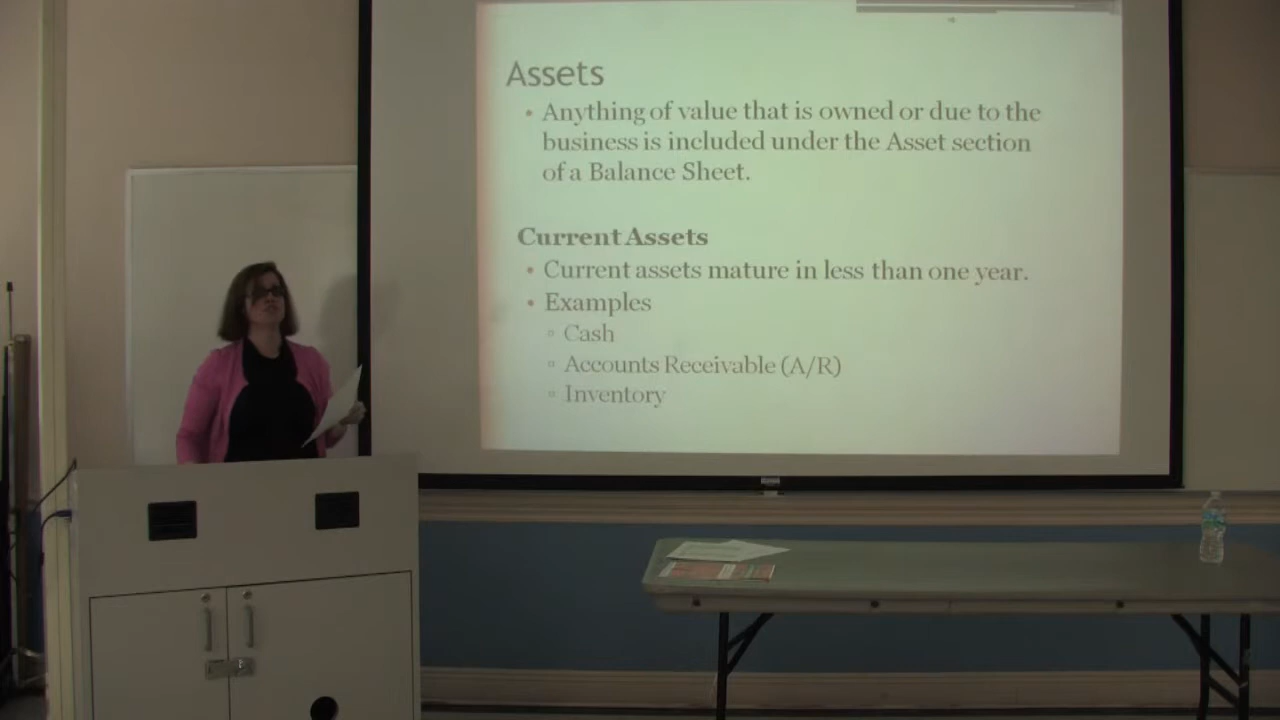 Assets
• Anything of value that is owned or due to the
business is included under the Asset section
of a Balance Sheet.
Current Assets
• Current assets mature in less than one year.
• Examples
▫ Cash
▫ Accounts Receivable (A/R)
▫ Inventory